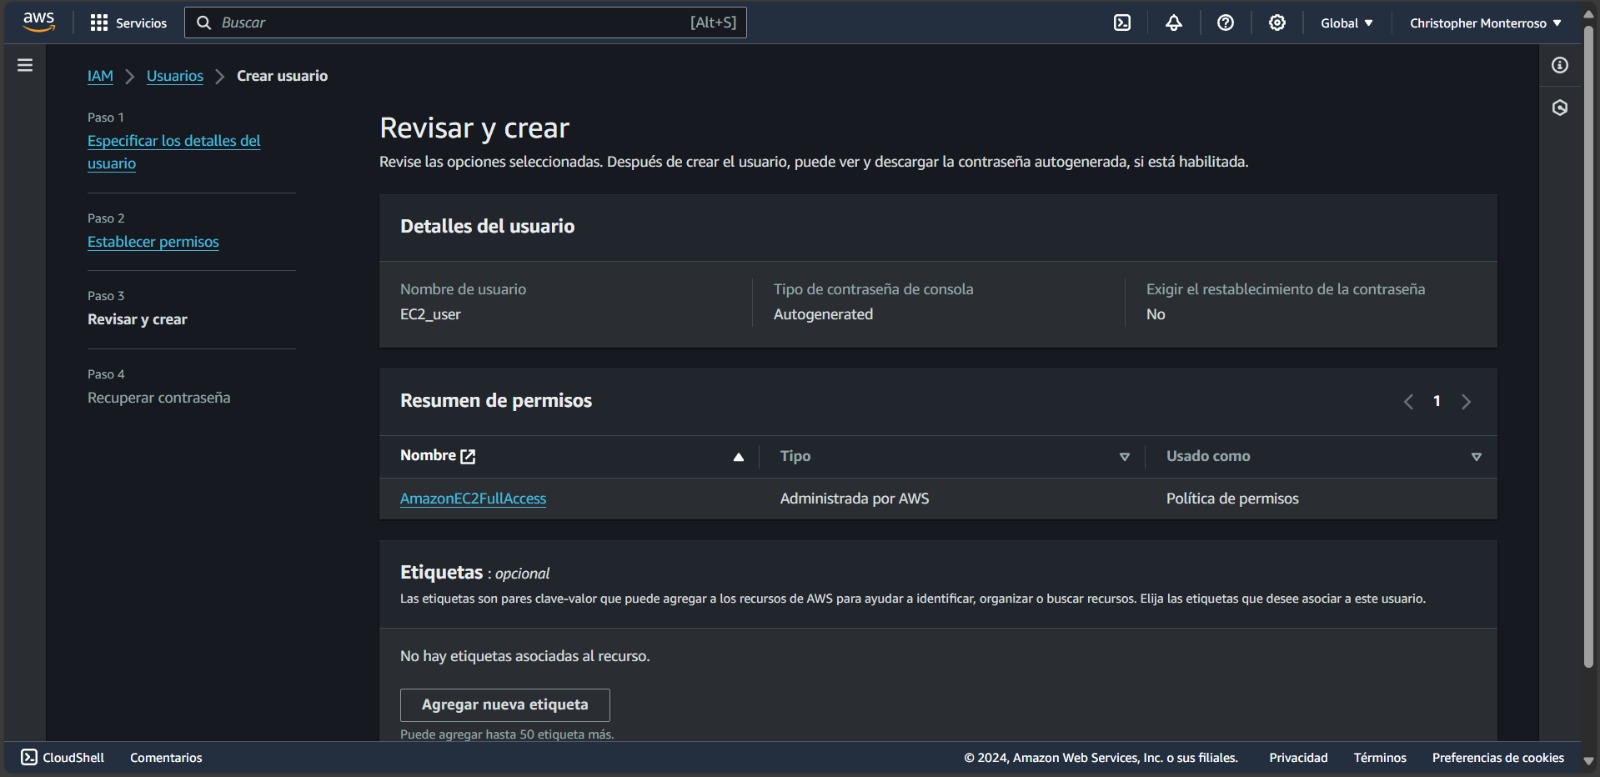 aws
Servicios
Buscar
[Alt+S]
Global
Christopher Monterroso
IAM
Usuarios
Crear usuario
Paso 1
Especificar los detalles del
usuario
Paso 2
Establecer permisos
Paso 3
Revisar y crear
Paso 4
Recuperar contraseña
Revisar y crear
Revise las opciones seleccionadas. Después de crear el usuario, puede ver y descargar la contraseña autogenerada, si está habilitada.
Detalles del usuario
Nombre de usuario
EC2_user
Tipo de contraseña de consola
Autogenerated
Exigir el restablecimiento de la contraseña
No
Resumen de permisos
1
Nombre
Tipo
Usado como
AmazonEC2FullAccess
Administrada por AWS
Política de permisos
Etiquetas : opcional
Las etiquetas son pares clave-valor que puede agregar a los recursos de AWS para ayudar a identificar, organizar o buscar recursos. Elija las etiquetas que desee asociar a este usuario.
No hay etiquetas asociadas al recurso.
Agregar nueva etiqueta
Puede agregar hasta 50 etiqueta más.
CloudShell
Comentarios
© 2024, Amazon Web Services, Inc. o sus filiales.
Privacidad
Términos
Preferencias de cookies